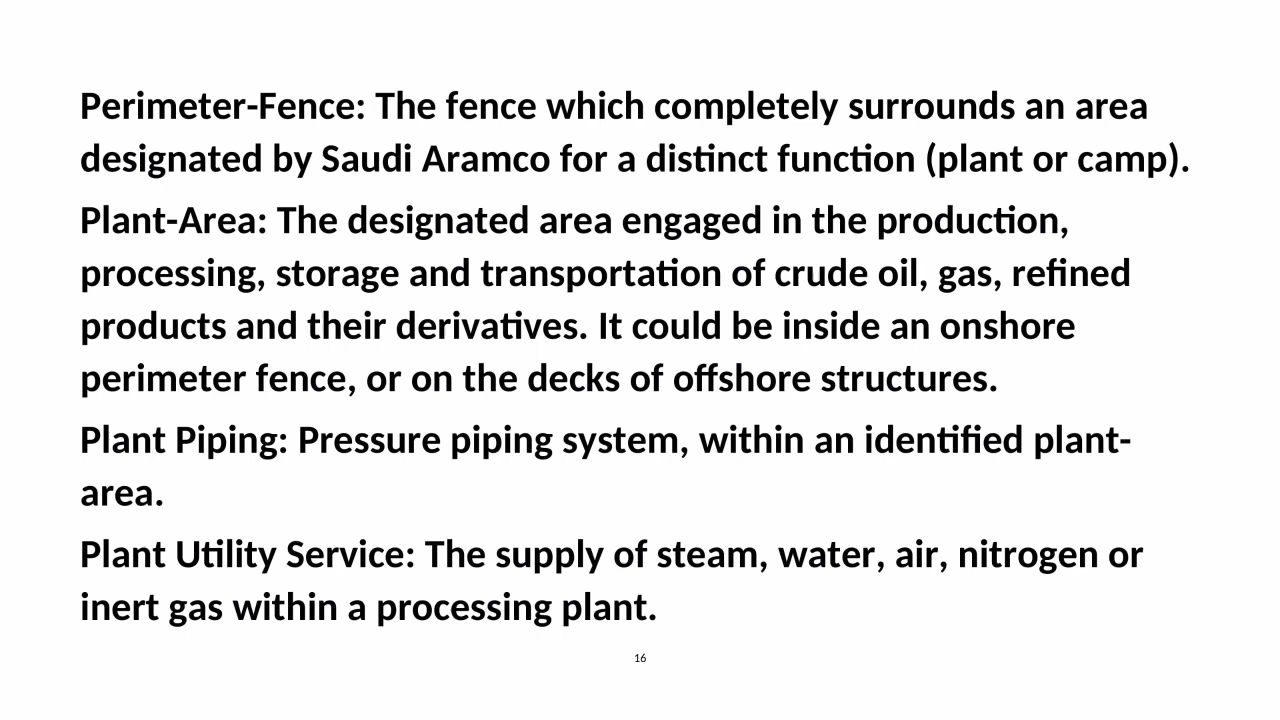 Perimeter-Fence: The fence which completely surrounds an area
designated by Saudi Aramco for a distinct function (plant or camp).
Plant-Area: The designated area engaged in the production,
processing, storage and transportation of crude oil, gas, refined
products and their derivatives. It could be inside an onshore
perimeter fence, or on the decks of offshore structures.
Plant Piping: Pressure piping system, within an identified plant-
area.
Plant Utility Service: The supply of steam, water, air, nitrogen or
inert gas within a processing plant.
16